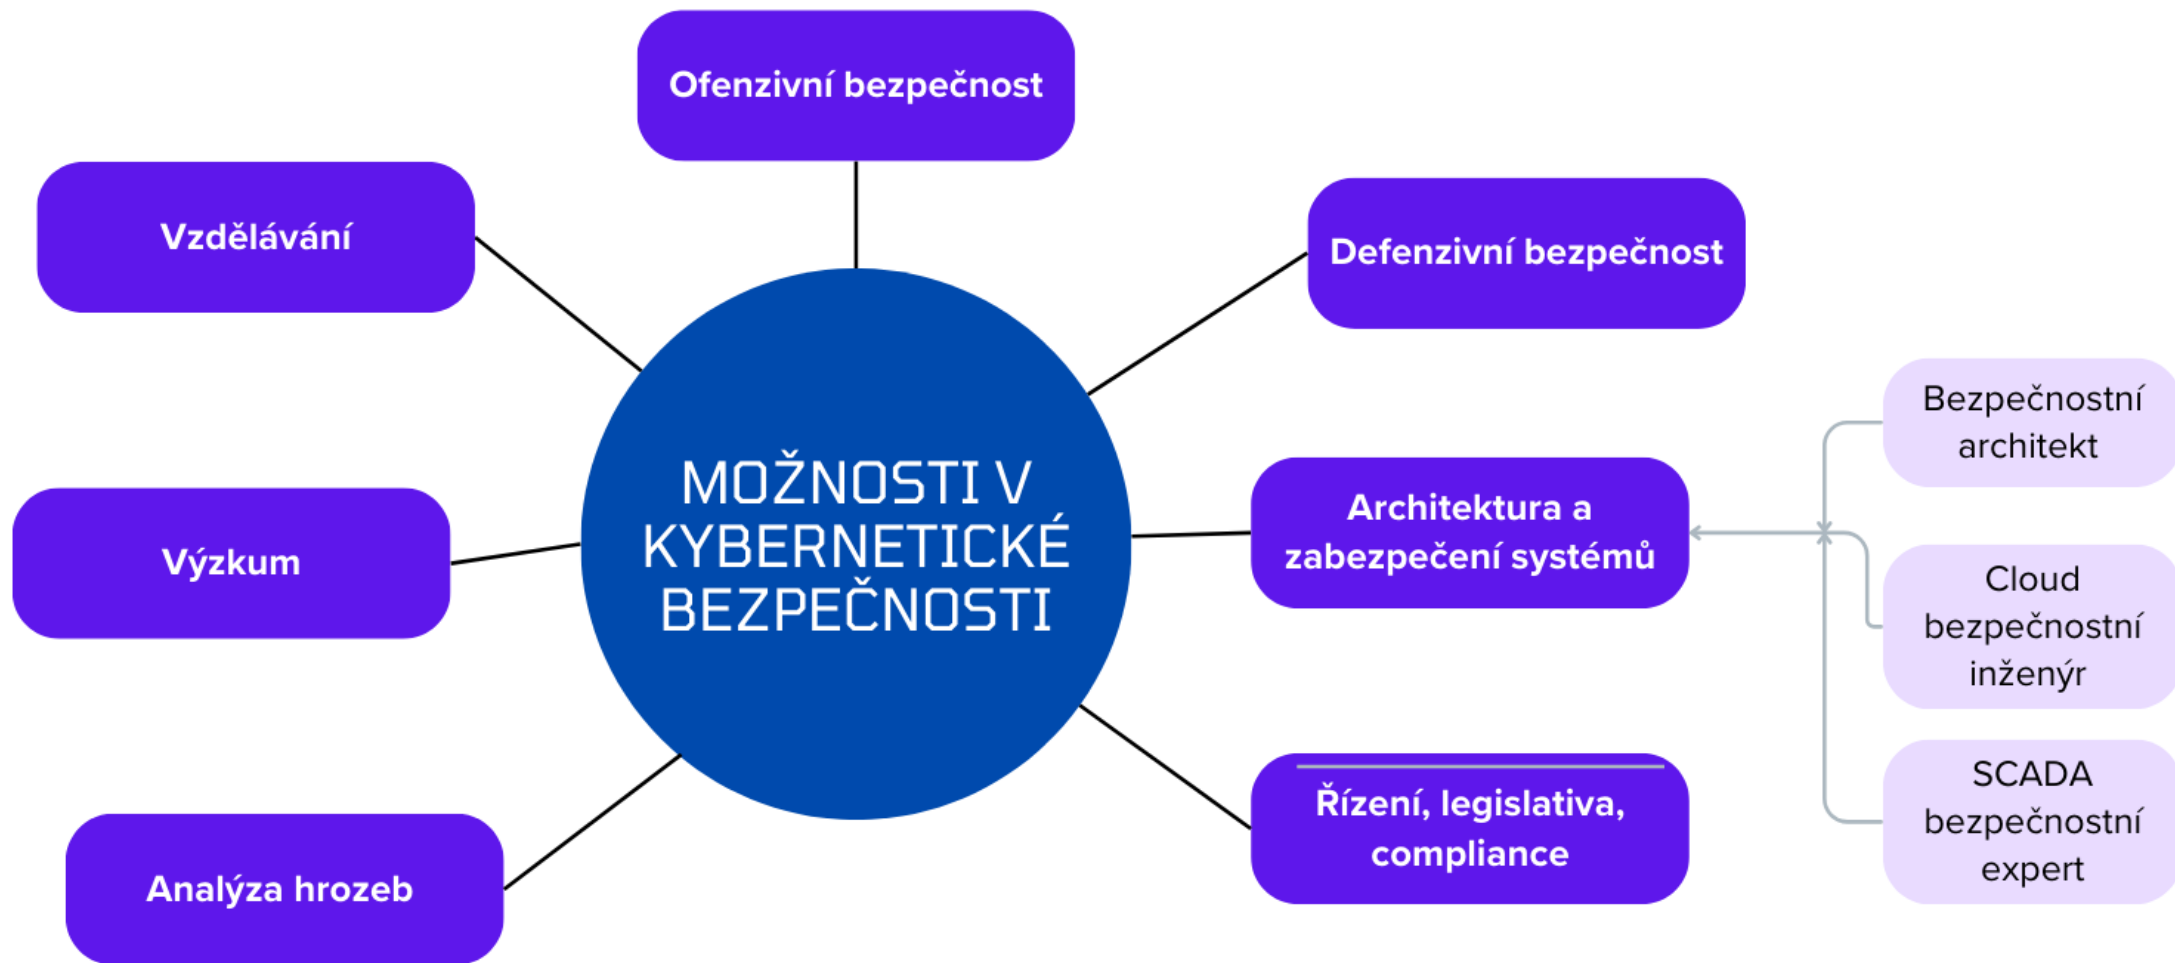 Ofenzivní bezpečnost
Vzdělávání
Defenzivní bezpečnost
MOŽNOSTI V
KYBERNETICKÉ
BEZPEČNOSTI
Výzkum
Architektura a
zabezpečení systémů
Bezpečnostní
architekt
Cloud
bezpečnostní
inženýr
SCADA
bezpečnostní
expert
Řízení, legislativa,
compliance
Analýza hrozeb